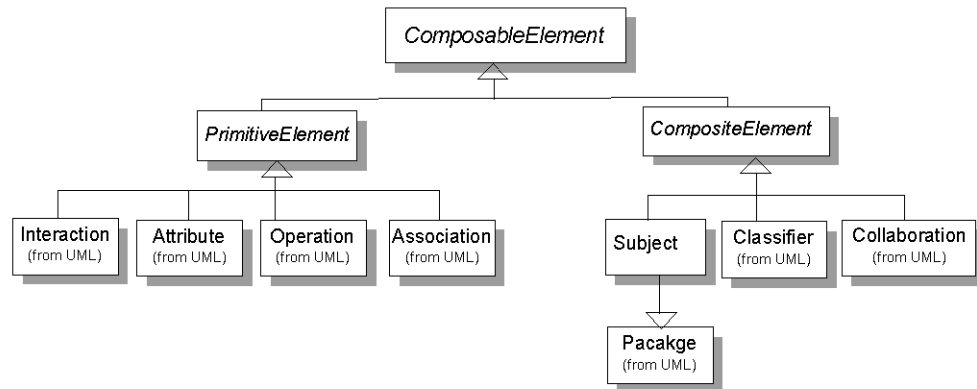 ComposableElement
PrimitiveElement
CompositeElement
Interaction
(from UML)
Attribute
(from UML)
Operation
(from UML)
Association
(from UML)
Subject
Classifier
(from UML)
Collaboration
(from UML)
Pacakge
(from UML)